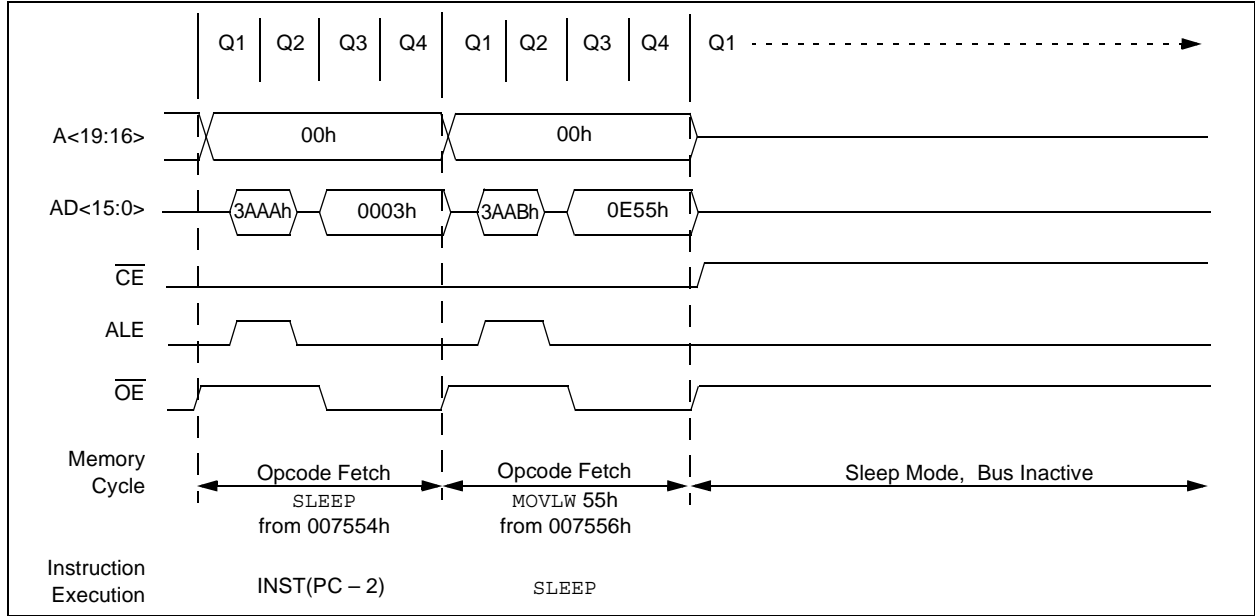 Q1 Q2 Q3 Q4 Q1 Q2 Q3 Q4 Q1
A<19:16> 00h 00h
AD<15:0> 3AAAh 0003h 3AABh 0E55h
CE
ALE
OE
Memory
Cycle
Opcode Fetch
SLEEP
from 007554h
Opcode Fetch
MOVLW 55h
from 007556h
Sleep Mode, Bus Inactive
Instruction
Execution
INST(PC – 2)
SLEEP